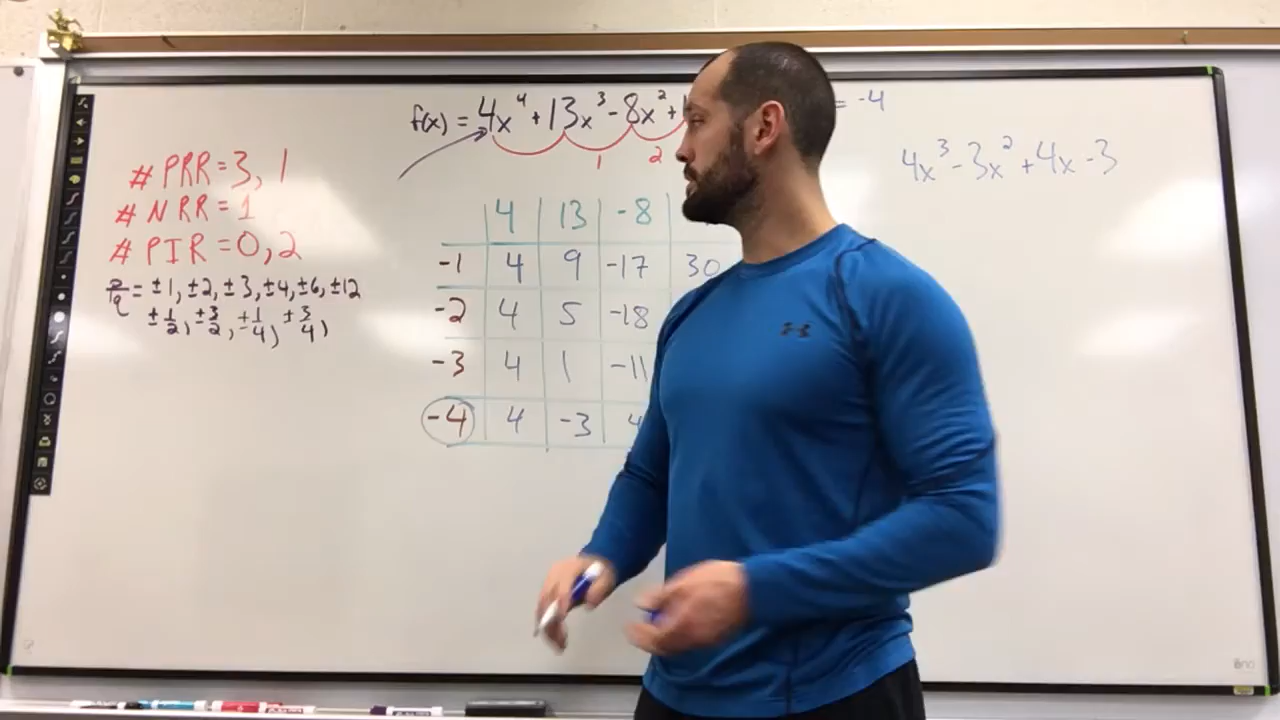 f(x) = 4x⁴ + 13x³ - 8x² +
= -4
4x³ - 3x² + 4x - 3
1 2
# PRR = 3, 1
# NRR = 1
# PIR = 0, 2
p/q = ±1, ±2, ±3, ±4, ±6, ±12
±1/2, ±3/2, ±1/4, ±3/4,
4 13 -8
-1 4 9 -17 30
-2 4 5 -18
-3 4 1 -11
-4 4 -3 4